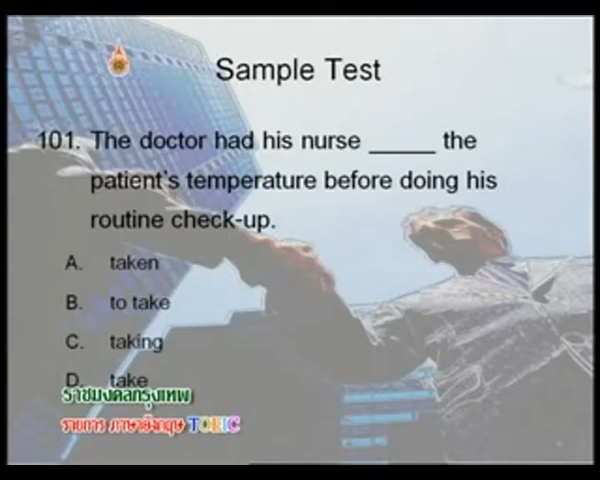 Sample Test
101. The doctor had his nurse _____ the
patient's temperature before doing his
routine check-up.
A. taken
B. to take
C. taking
D. take
ราชมงคลกรุงเทพ
รายการ ภาษาอังกฤษ TOEIC